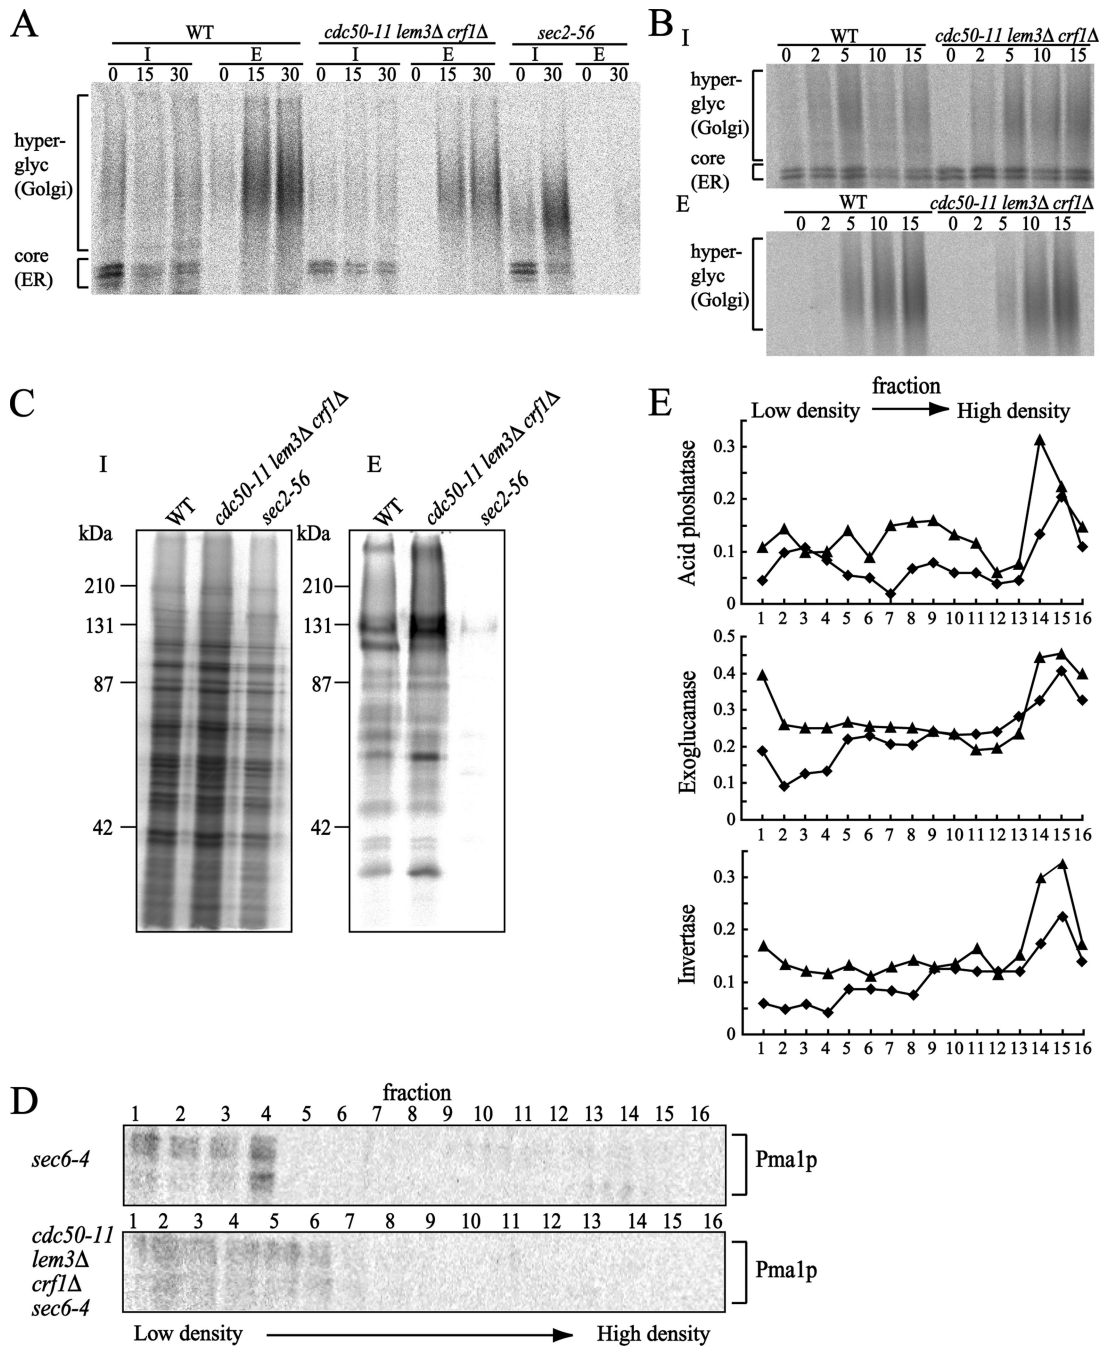 A
WT cdc50-11 lem3Δ crf1Δ sec2-56
I E I E I E
0 15 30 0 15 30 0 15 30 0 15 30 0 30 0 30
hyper-
glyc
(Golgi)
core
(ER)
B
I
WT cdc50-11 lem3Δ crf1Δ
0 2 5 10 15 0 2 5 10 15
hyper-
glyc
(Golgi)
core
(ER)
E
WT cdc50-11 lem3Δ crf1Δ
0 2 5 10 15 0 2 5 10 15
hyper-
glyc
(Golgi)
C
I
WT cdc50-11 lem3Δ crf1Δ sec2-56
kDa
210
131
87
42
E
WT cdc50-11 lem3Δ crf1Δ sec2-56
kDa
210
131
87
42
E
fraction
Low density High density
Acid phoshatase
0.3
0.2
0.1
0
1 2 3 4 5 6 7 8 9 10 11 12 13 14 15 16
Exoglucanase
0.5
0.4
0.3
0.2
0.1
0
1 2 3 4 5 6 7 8 9 10 11 12 13 14 15 16
Invertase
0.3
0.2
0.1
0
1 2 3 4 5 6 7 8 9 10 11 12 13 14 15 16
D
fraction
1 2 3 4 5 6 7 8 9 10 11 12 13 14 15 16
sec6-4
Pma1p
1 2 3 4 5 6 7 8 9 10 11 12 13 14 15 16
cdc50-11
lem3Δ
crf1Δ
sec6-4
Pma1p
Low density High density